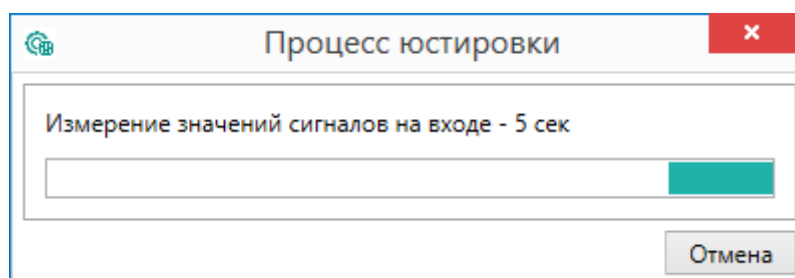 Процесс юстировки
Измерение значений сигналов на входе - 5 сек
Отмена